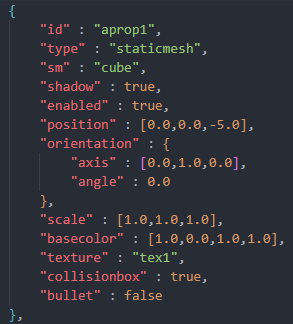 {
"id" : "aprop1",
"type" : "staticmesh",
"sm" : "cube",
"shadow" : true,
"enabled" : true,
"position" : [0.0,0.0,-5.0],
"orientation" : {
"axis" : [0.0,1.0,0.0],
"angle" : 0.0
},
"scale" : [1.0,1.0,1.0],
"basecolor" : [1.0,0.0,1.0,1.0],
"texture" : "tex1",
"collisionbox" : true,
"bullet" : false
},